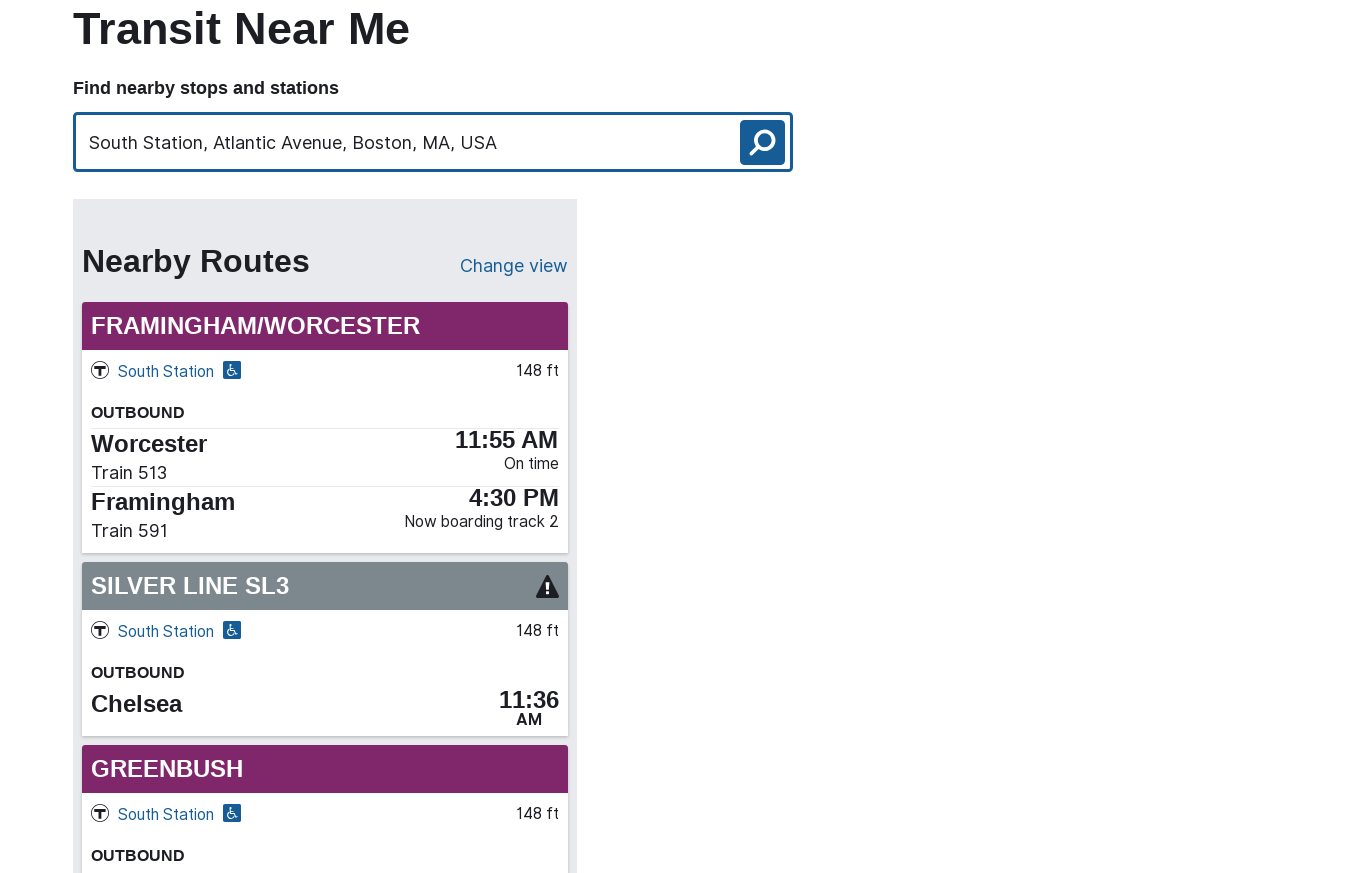 Transit Near Me
Find nearby stops and stations
South Station, Atlantic Avenue, Boston, MA, USA
Nearby Routes
Change view
FRAMINGHAM/WORCESTER
T South Station 148 ft
OUTBOUND
Worcester 11:55 AM
Train 513 On time
Framingham 4:30 PM
Train 591 Now boarding track 2
SILVER LINE SL3
T South Station 148 ft
OUTBOUND
Chelsea 11:36
AM
GREENBUSH
T South Station 148 ft
OUTBOUND